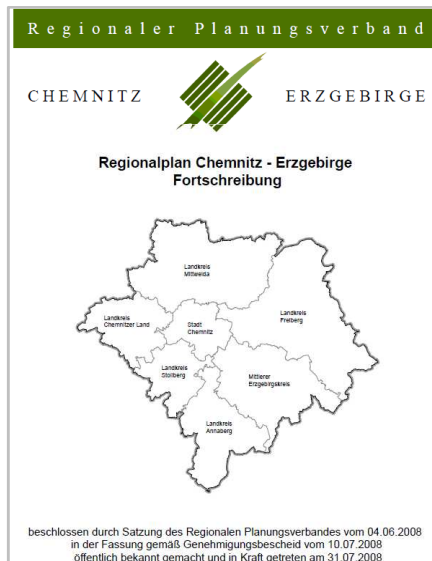 Regionaler Planungsverband
CHEMNITZ ERZGEBIRGE
Regionalplan Chemnitz - Erzgebirge
Fortschreibung
Landkreis
Mittweida
Landkreis
Freiberg
Landkreis
Chemnitzer Land
Stadt
Chemnitz
Landkreis
Stollberg
Mittlerer
Erzgebirgskreis
Landkreis
Annaberg
beschlossen durch Satzung des Regionalen Planungsverbandes vom 04.06.2008
in der Fassung gemäß Genehmigungsbescheid vom 10.07.2008
öffentlich bekannt gemacht und in Kraft getreten am 31.07.2008